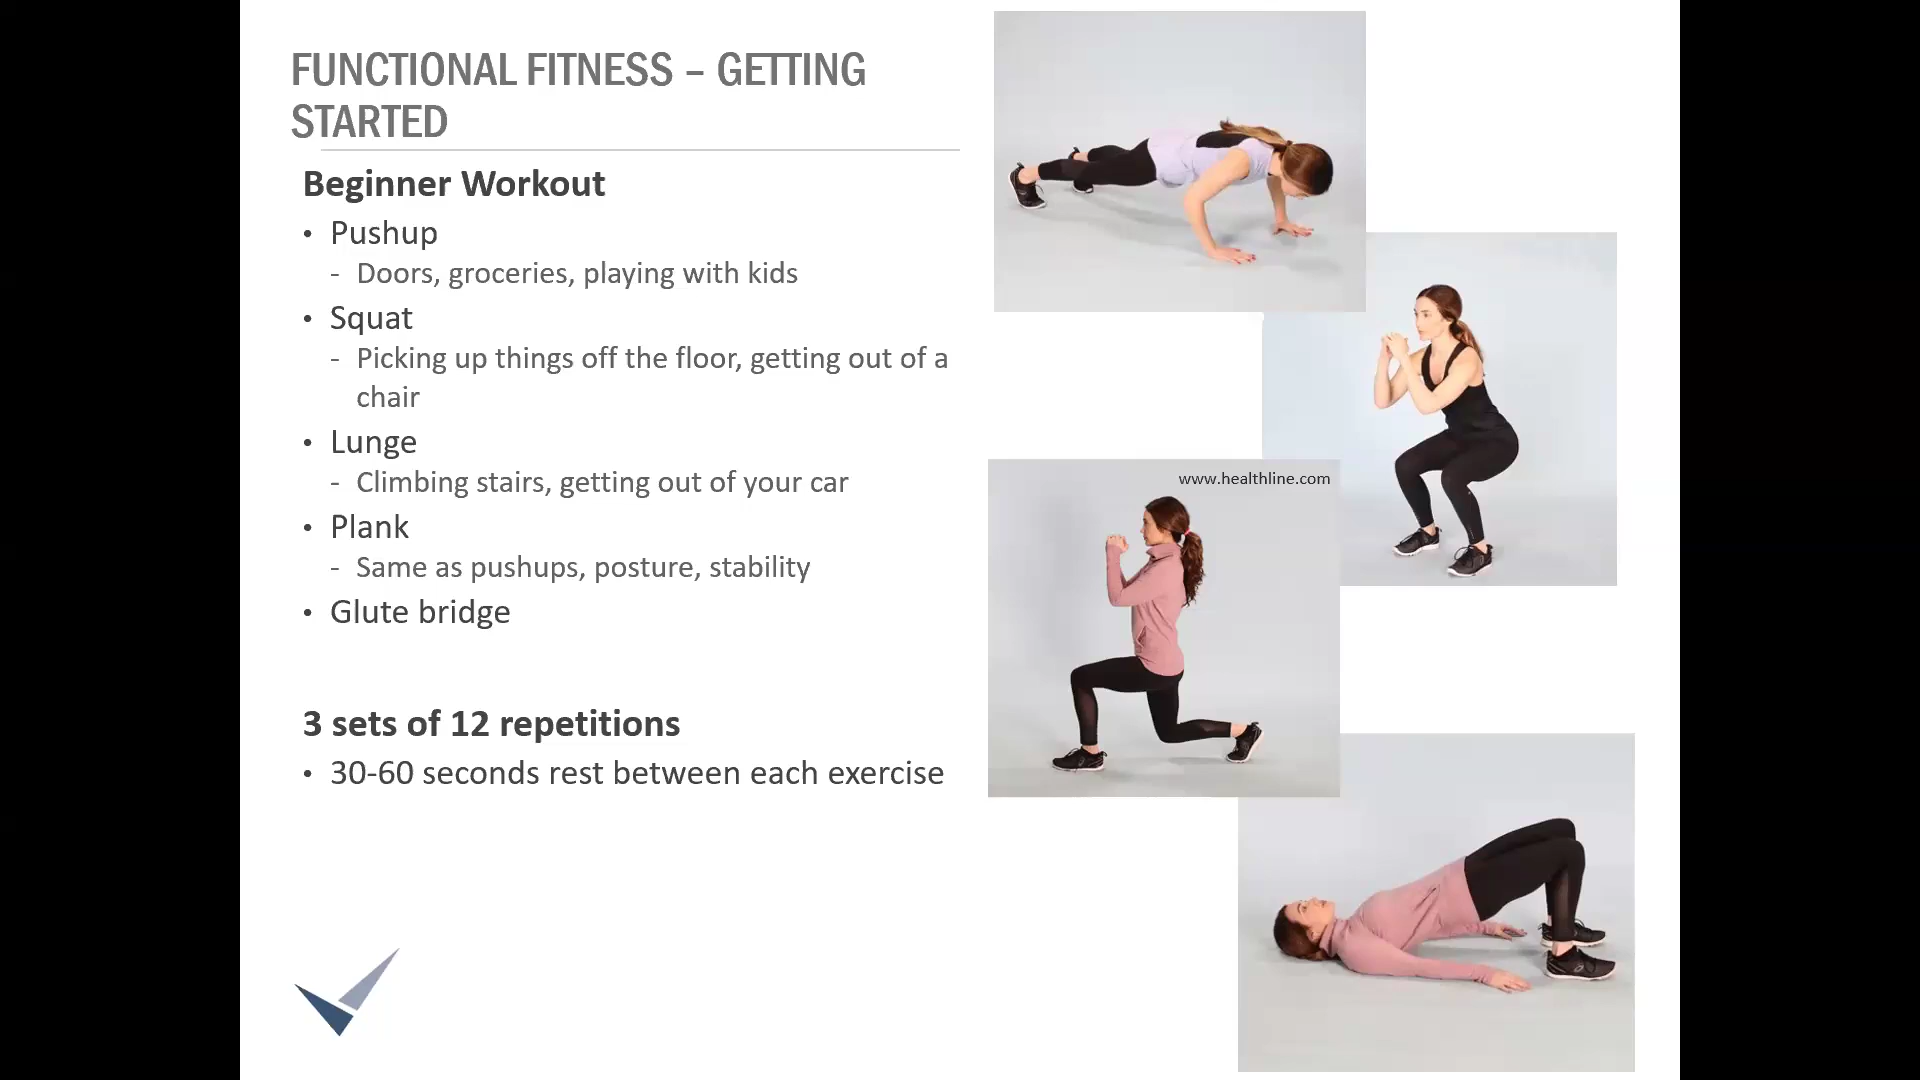 FUNCTIONAL FITNESS – GETTING
STARTED
Beginner Workout
• Pushup
- Doors, groceries, playing with kids
• Squat
- Picking up things off the floor, getting out of a
chair
• Lunge
- Climbing stairs, getting out of your car
• Plank
- Same as pushups, posture, stability
• Glute bridge
3 sets of 12 repetitions
• 30-60 seconds rest between each exercise
www.healthline.com